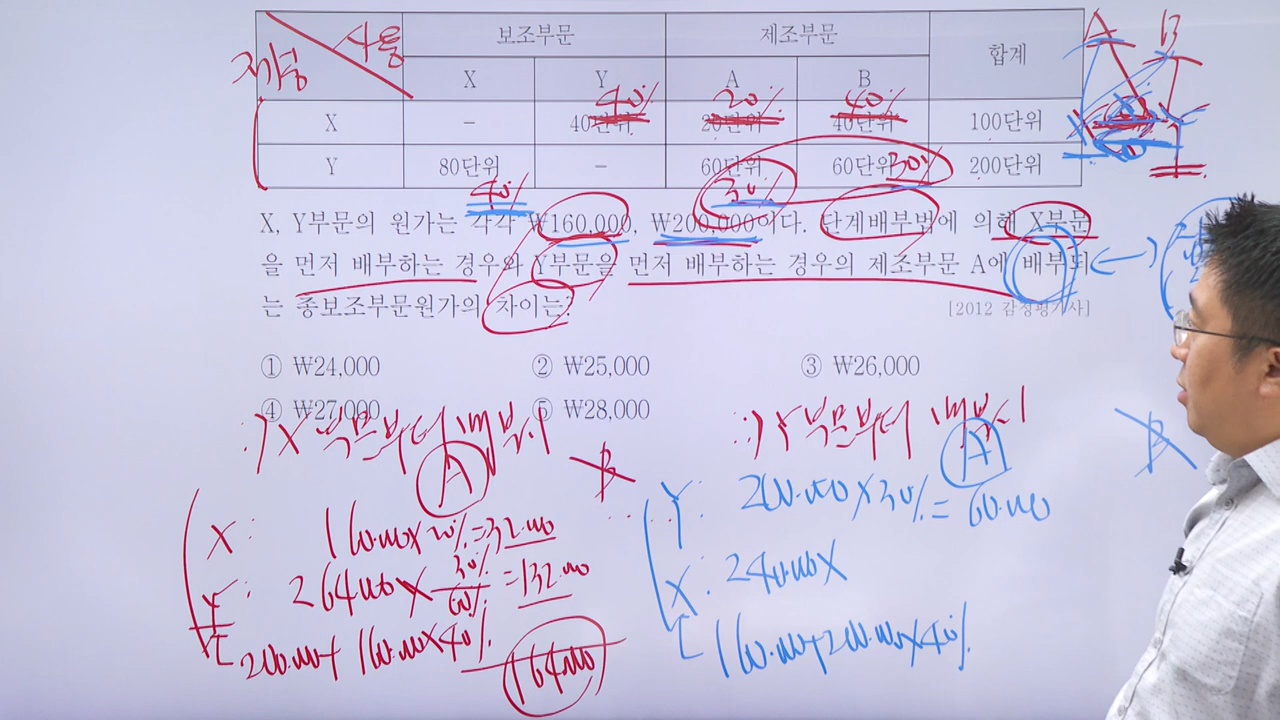 제공 사용 보조부문 제조부문 합계 A B
X Y A B
40% 20% 40%
X - 40단위 20단위 40단위 100단위
Y 80단위 - 60단위 60단위 30% 200단위
40% 30%
X, Y부문의 원가는 각각 ₩160,000, ₩200,000이다. 단계배부법에 의해 X부문
을 먼저 배부하는 경우와 Y부문을 먼저 배부하는 경우의 제조부문 A에 배부되
는 총보조부문원가의 차이는?
[2012 감정평가사]
① ₩24,000 ② ₩25,000 ③ ₩26,000
④ ₩27,000 ⑤ ₩28,000
∴) X부문부터 배부시
A B
X: 160,000 × 20% = 32,000
Y: 264,000 × 30%/60% = 132,000
200,000 + 160,000 × 40%
164,000
∴) Y부문부터 배부시
A B
Y: 200,000 × 30% = 60,000
X: 240,000 ×
160,000 + 200,000 × 40%